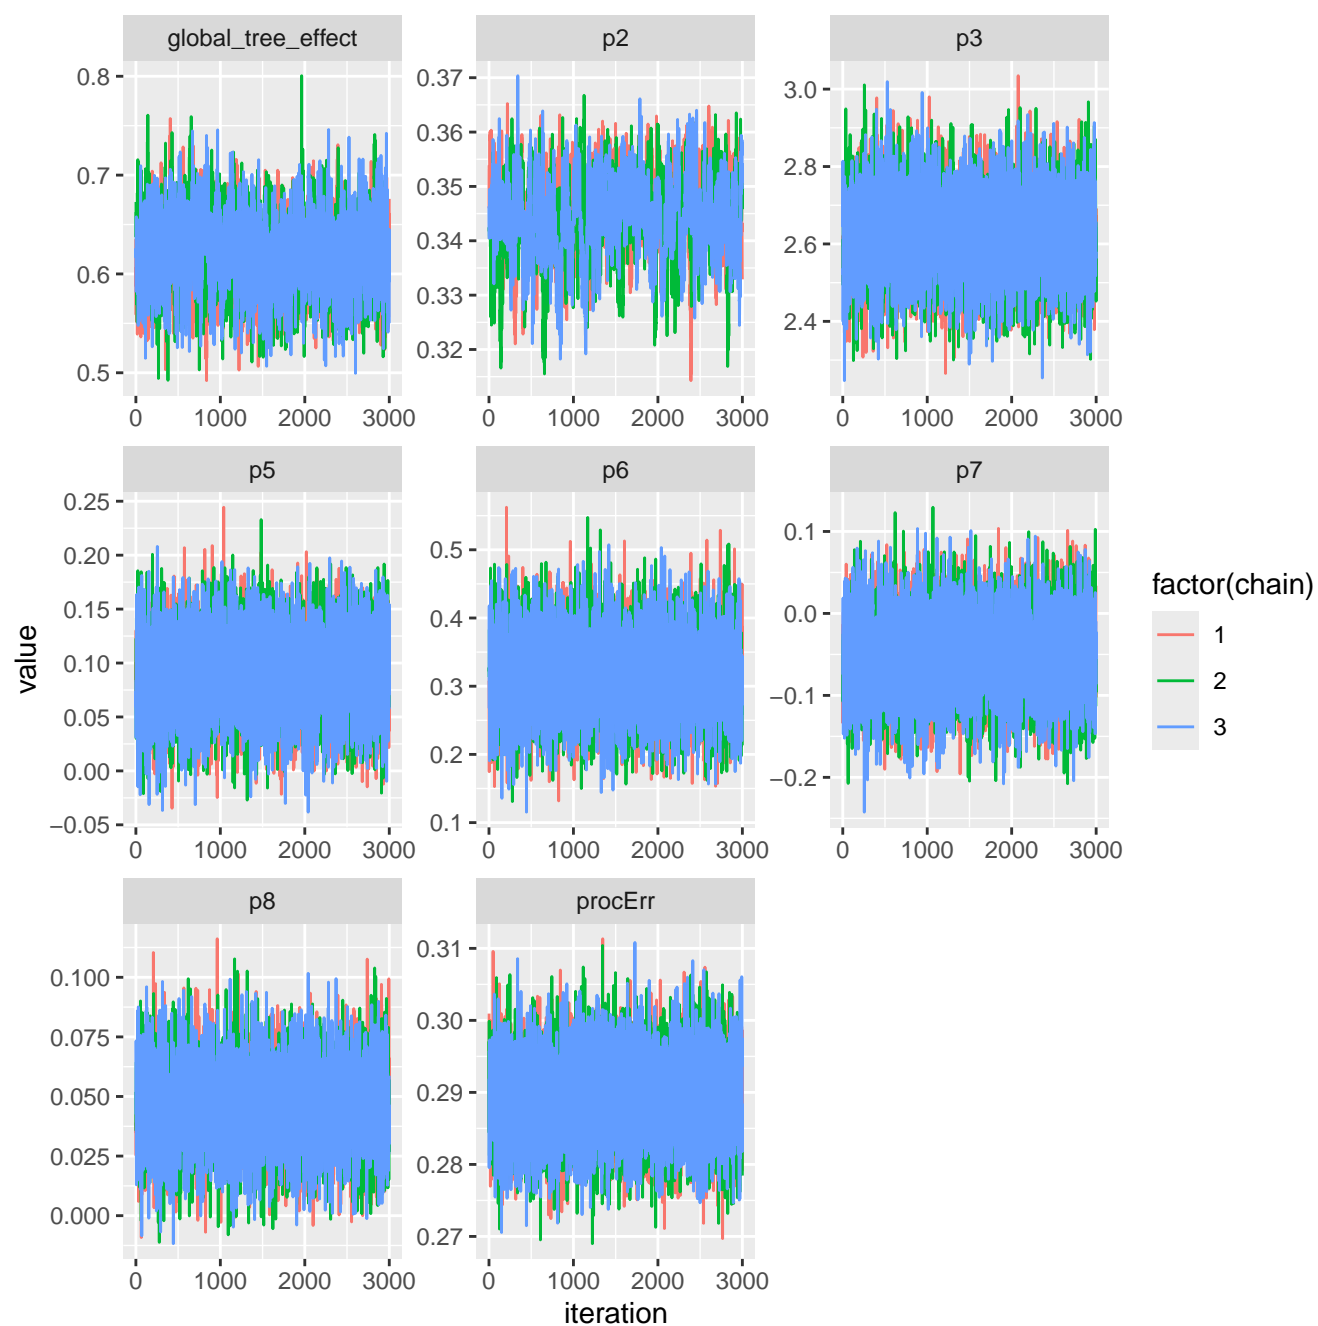 global_tree_effect
p2
p3
0.8
0.7
0.6
0.5
0.37
0.36
0.35
0.34
0.33
0.32
3.0
2.8
2.6
2.4
0 1000 2000 3000
0 1000 2000 3000
0 1000 2000 3000
p5
p6
p7
0.25
0.20
0.15
0.10
0.05
0.00
−0.05
0.5
0.4
0.3
0.2
0.1
0.1
0.0
−0.1
−0.2
0 1000 2000 3000
0 1000 2000 3000
0 1000 2000 3000
p8
procErr
0.100
0.075
0.050
0.025
0.000
0.31
0.30
0.29
0.28
0.27
0 1000 2000 3000
0 1000 2000 3000
value
iteration
factor(chain)
1
2
3